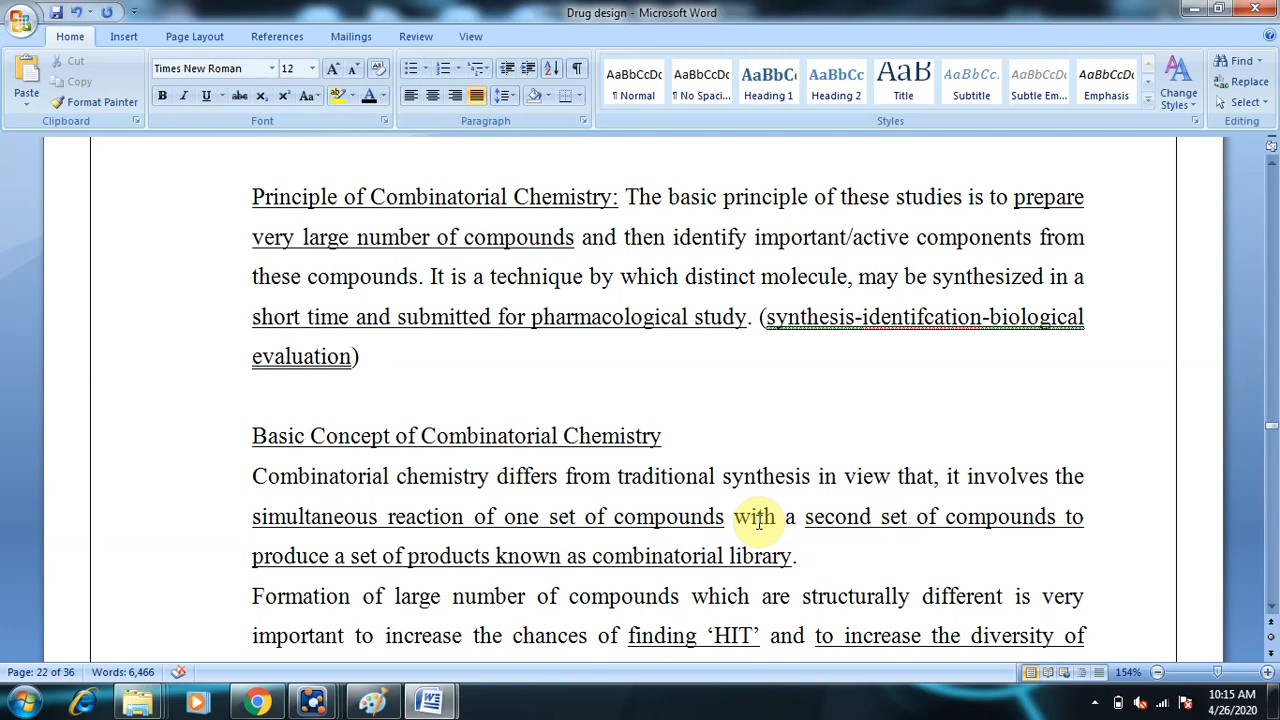 Drug design - Microsoft Word
Home Insert Page Layout References Mailings Review View
Paste
Cut
Copy
Format Painter
Clipboard
Times New Roman 12
Font
Paragraph
AaBbCcDc AaBbCcDc AaBbC AaBbCc AaB AaBbCc. AaBbCcDc AaBbCcDc
¶ Normal ¶ No Spaci... Heading 1 Heading 2 Title Subtitle Subtle Em... Emphasis
Change Styles
Styles
Find
Replace
Select
Editing
Principle of Combinatorial Chemistry: The basic principle of these studies is to prepare
very large number of compounds and then identify important/active components from
these compounds. It is a technique by which distinct molecule, may be synthesized in a
short time and submitted for pharmacological study. (synthesis-identifcation-biological
evaluation)
Basic Concept of Combinatorial Chemistry
Combinatorial chemistry differs from traditional synthesis in view that, it involves the
simultaneous reaction of one set of compounds with a second set of compounds to
produce a set of products known as combinatorial library.
Formation of large number of compounds which are structurally different is very
important to increase the chances of finding ‘HIT’ and to increase the diversity of
Page: 22 of 36 Words: 6,466 154%
10:15 AM
4/26/2020